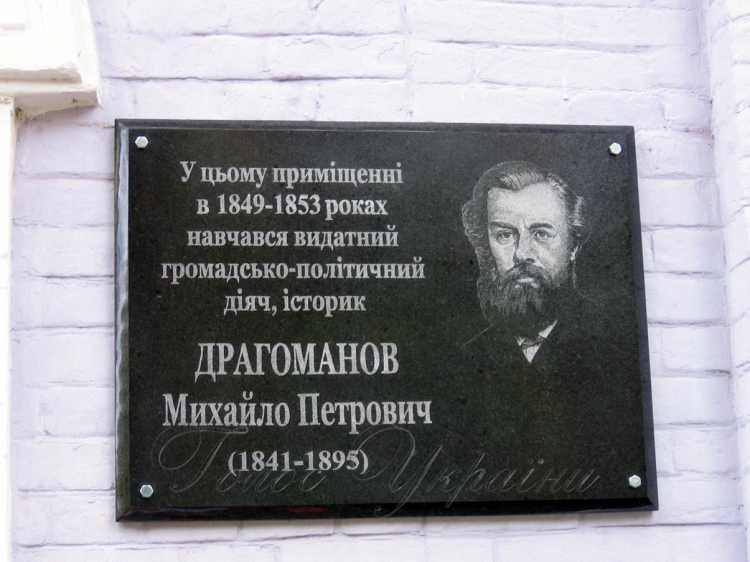 У цьому приміщенні
в 1849-1853 роках
навчався видатний
громадсько-політичний
діяч, історик
ДРАГОМАНОВ
Михайло Петрович
(1841-1895)
Голос України